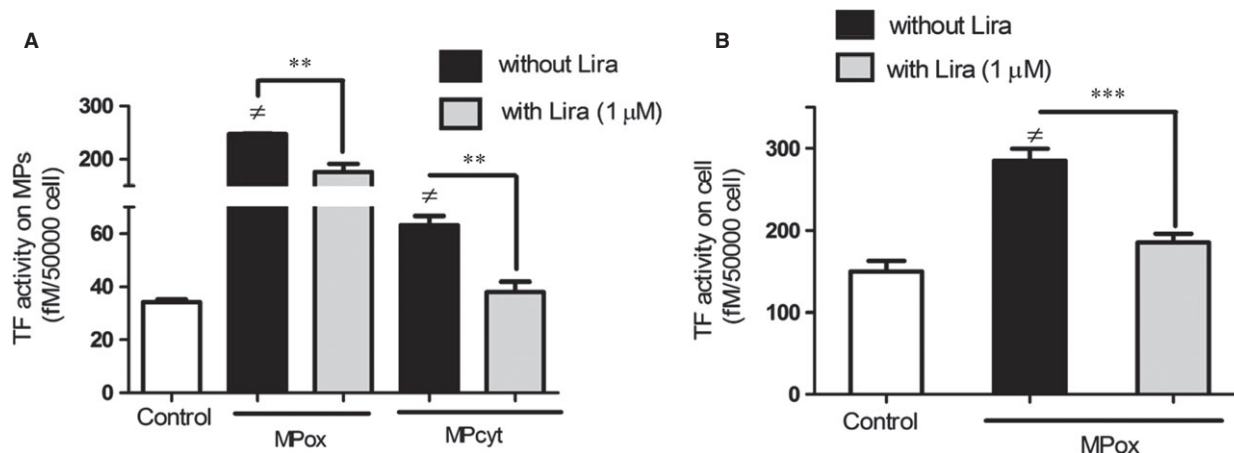 A
without Lira
with Lira (1 μM)
TF activity on MPs
(fM/50000 cell)
300
200
60
40
20
0
**
≠
**
≠
Control
MPox
MPcyt
B
without Lira
with Lira (1 μM)
TF activity on cell
(fM/50000 cell)
300
200
100
0
***
≠
Control
MPox